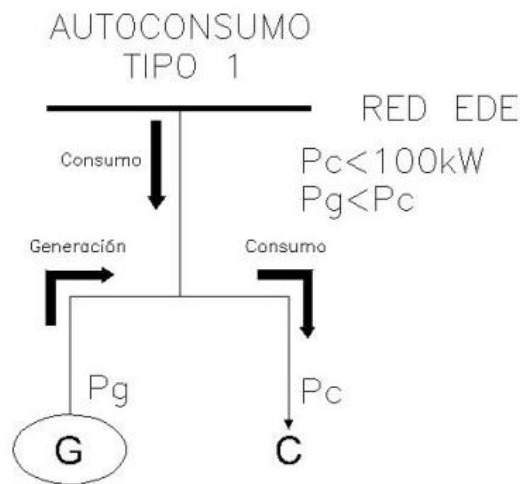 AUTOCONSUMO
TIPO 1
RED EDE
Consumo
Pc<100kW
Pg<Pc
Generación
Consumo
Pg
Pc
G
C